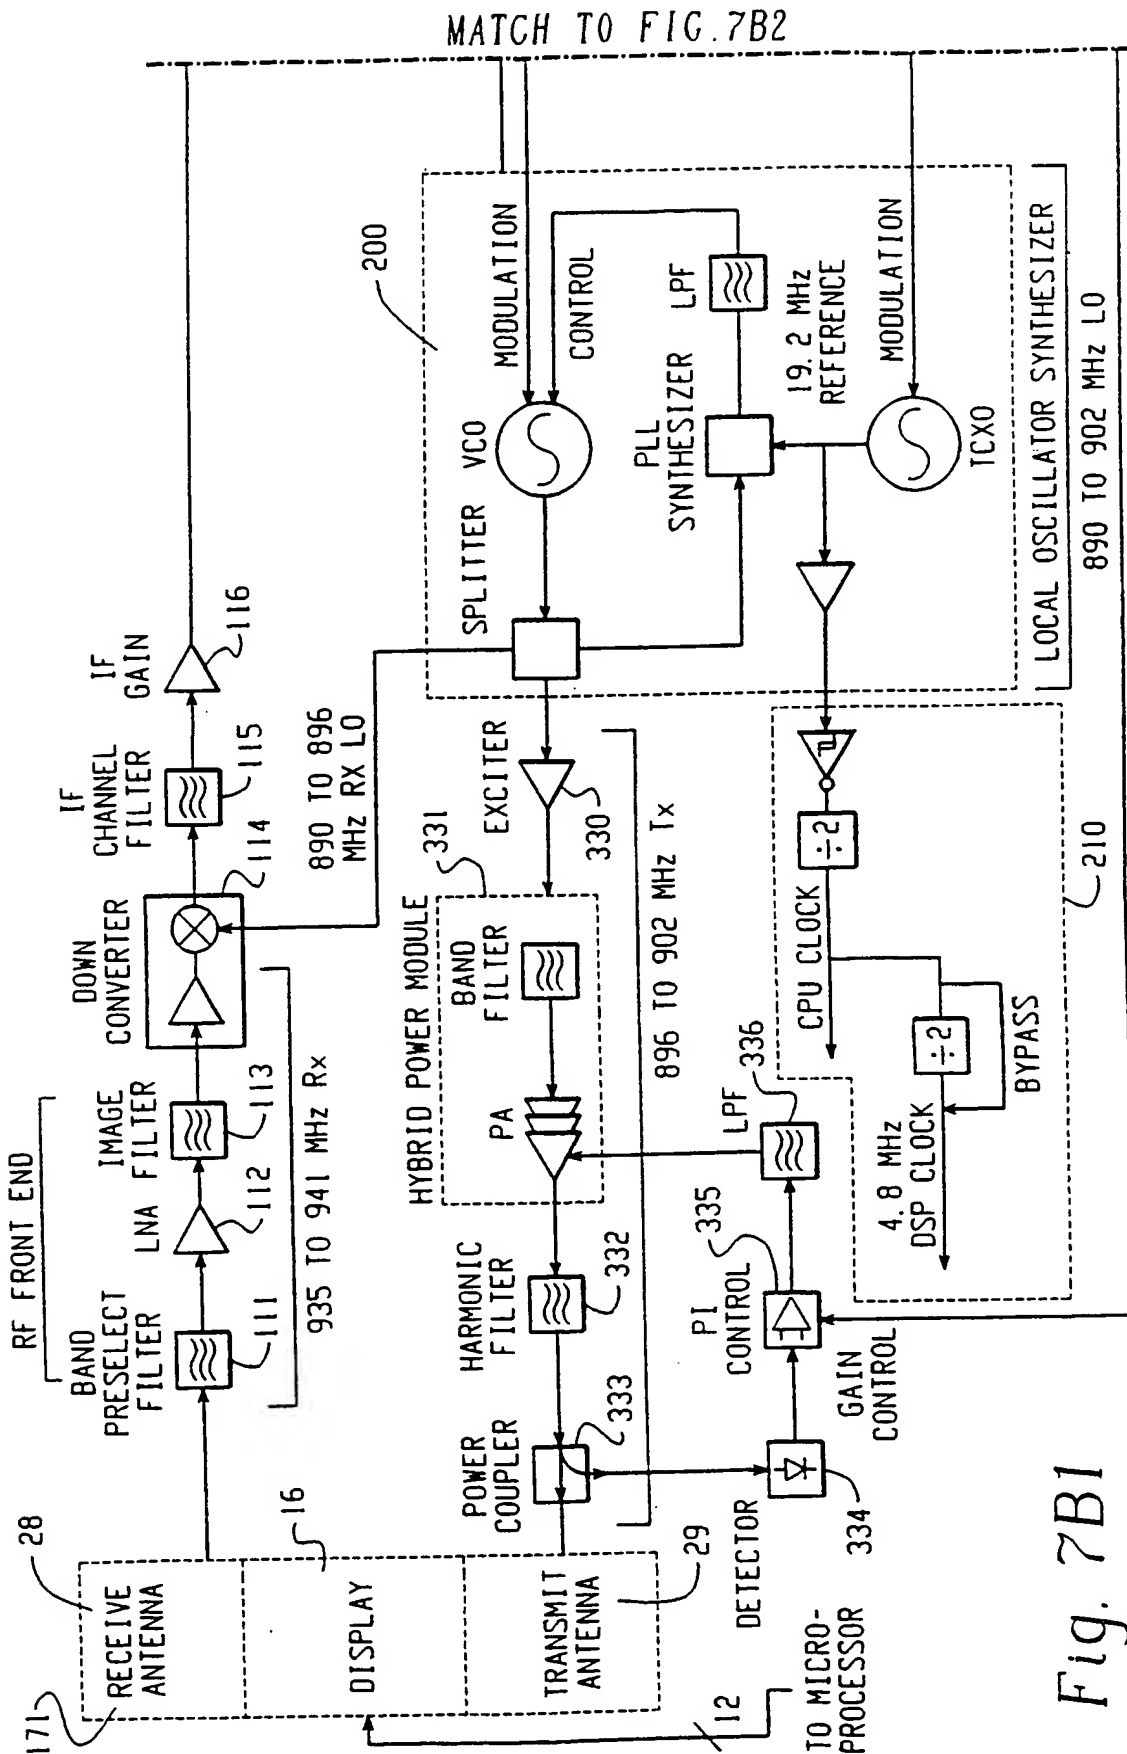 MATCH TO FIG.7B2
171
28
RECEIVE
ANTENNA
16
DISPLAY
TRANSMIT
ANTENNA
29
12
TO MICRO-
PROCESSOR
RF FRONT END
BAND
PRESELECT
FILTER
111
LNA
112
IMAGE
FILTER
113
935 TO 941 MHz Rx
DOWN
CONVERTER
114
IF
CHANNEL
FILTER
115
IF
GAIN
116
890 TO 896
MHz RX LO
POWER
COUPLER
333
HARMONIC
FILTER
332
HYBRID POWER MODULE
331
PA
BAND
FILTER
EXCITER
330
896 TO 902 MHz Tx
SPLITTER
VCO
MODULATION
CONTROL
200
PLL
SYNTHESIZER
LPF
19.2 MHz
REFERENCE
MODULATION
TCXO
LOCAL OSCILLATOR SYNTHESIZER
890 TO 902 MHz LO
DETECTOR
334
PI
CONTROL
335
GAIN
CONTROL
LPF
336
CPU CLOCK
÷2
4.8 MHz
DSP CLOCK
÷2
BYPASS
210
Fig. 7B1